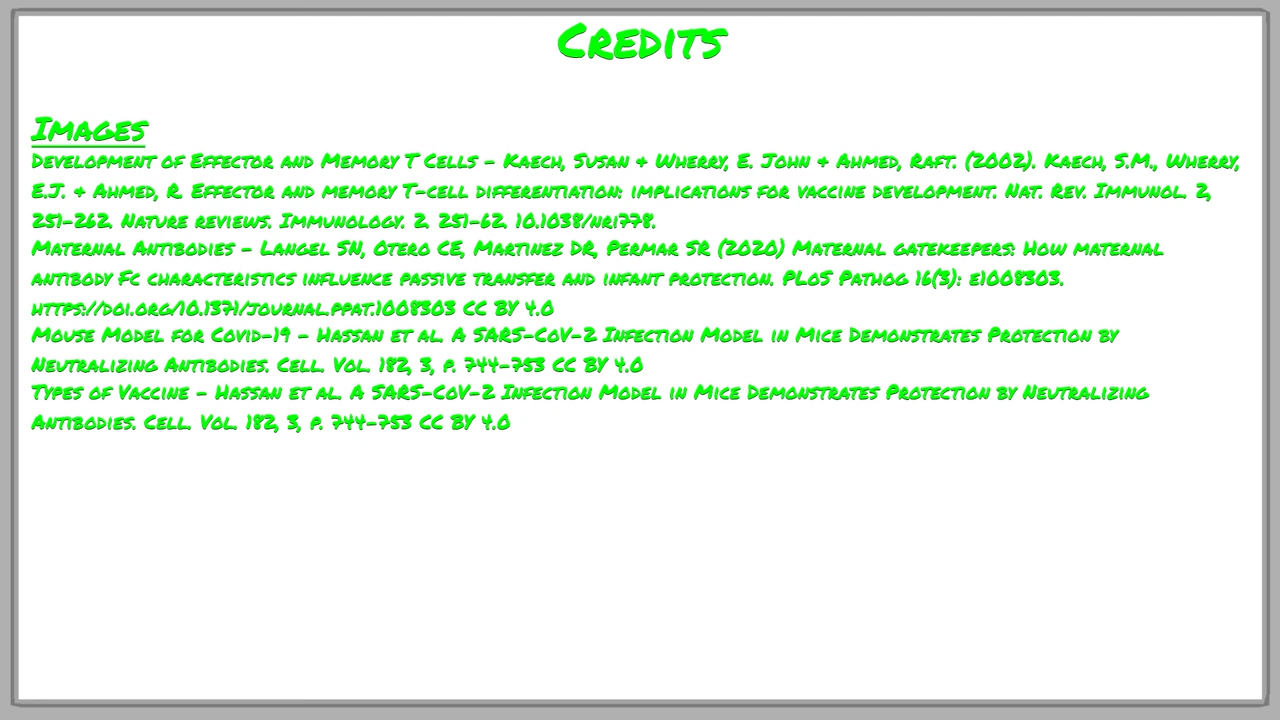 Credits
Images
Development of Effector and Memory T Cells - Kaech, Susan & Wherry, E. John & Ahmed, Raft. (2002). Kaech, S.M., Wherry,
E.J. & Ahmed, R. Effector and memory T-cell differentiation: implications for vaccine development. Nat. Rev. Immunol. 2,
251-262. Nature reviews. Immunology. 2. 251-62. 10.1038/nri778.
Maternal Antibodies - Langel SN, Otero CE, Martinez DR, Permar SR (2020) Maternal gatekeepers: How maternal
antibody Fc characteristics influence passive transfer and infant protection. PLoS Pathog 16(3): e1008303.
https://doi.org/10.1371/journal.ppat.1008303 CC BY 4.0
Mouse Model for Covid-19 - Hassan et al. A SARS-CoV-2 Infection Model in Mice Demonstrates Protection by
Neutralizing Antibodies. Cell. Vol. 182, 3, p. 744-753 CC BY 4.0
Types of Vaccine - Hassan et al. A SARS-CoV-2 Infection Model in Mice Demonstrates Protection by Neutralizing
Antibodies. Cell. Vol. 182, 3, p. 744-753 CC BY 4.0